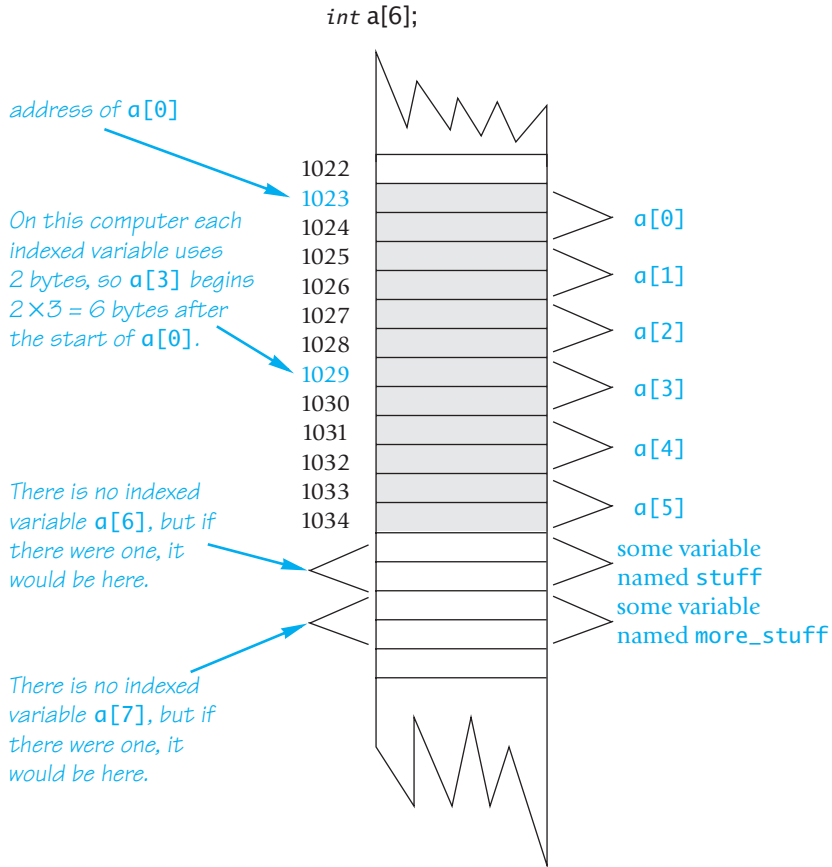 int a[6];
address of a[0]
1022
1023
1024
1025
1026
1027
1028
1029
1030
1031
1032
1033
1034
On this computer each
indexed variable uses
2 bytes, so a[3] begins
2×3 = 6 bytes after
the start of a[0].
There is no indexed
variable a[6], but if
there were one, it
would be here.
There is no indexed
variable a[7], but if
there were one, it
would be here.
a[0]
a[1]
a[2]
a[3]
a[4]
a[5]
some variable
named stuff
some variable
named more_stuff